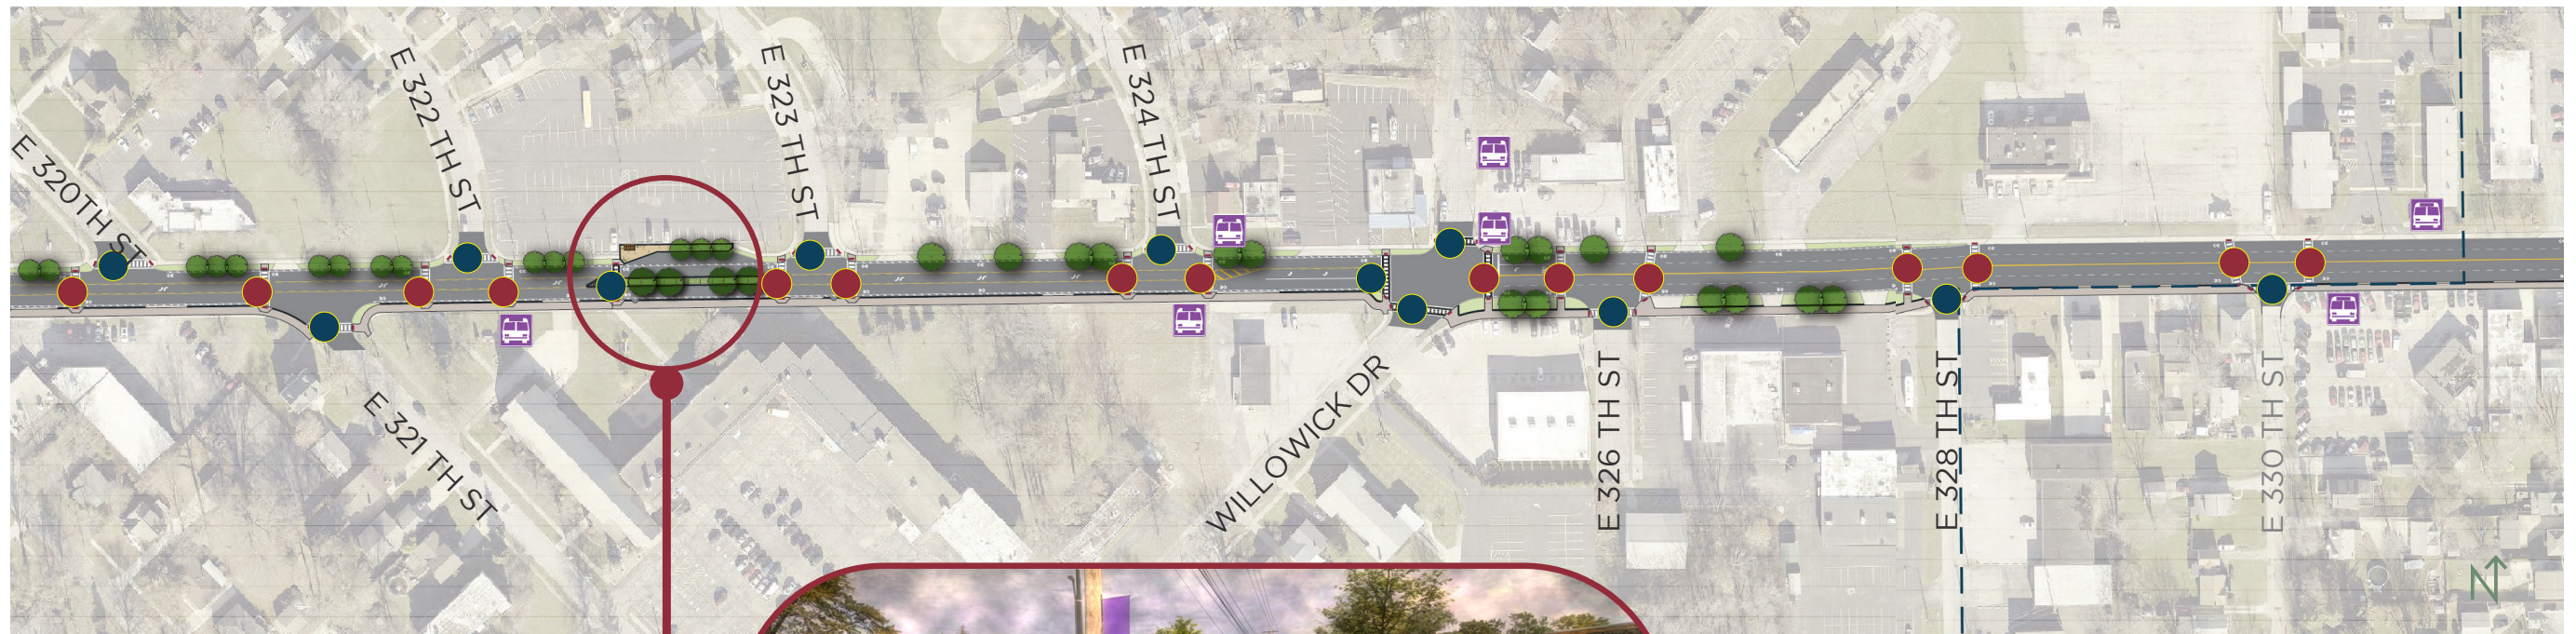 E 320TH ST
E 322 TH ST
E 323 TH ST
E 324 TH ST
E 321 TH ST
WILLOWICK DR
E 326 TH ST
E 328 TH ST
E 330 TH ST
N